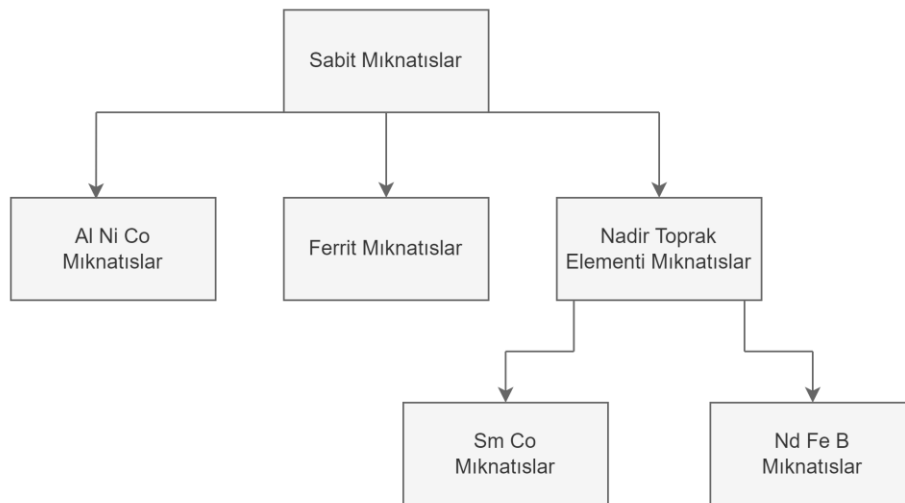 Sabit Mıknatıslar
Al Ni Co
Mıknatıslar
Ferrit Mıknatıslar
Nadir Toprak
Elementi Mıknatıslar
Sm Co
Mıknatıslar
Nd Fe B
Mıknatıslar